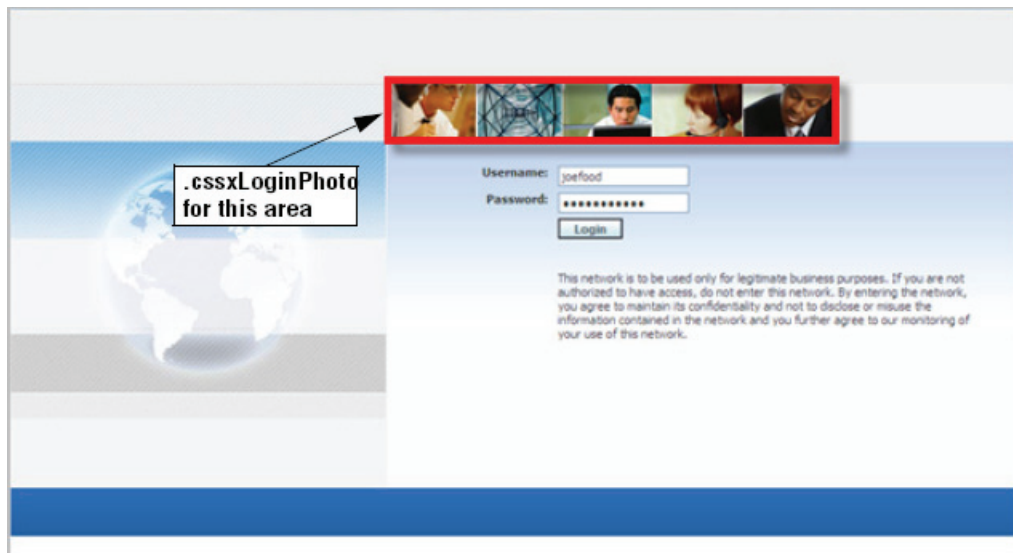 .cssxLoginPhoto
for this area
Username: joefood
Password: •••••••••••
Login
This network is to be used only for legitimate business purposes. If you are not
authorized to have access, do not enter this network. By entering the network,
you agree to maintain its confidentiality and not to disclose or misuse the
information contained in the network and you further agree to our monitoring of
your use of this network.